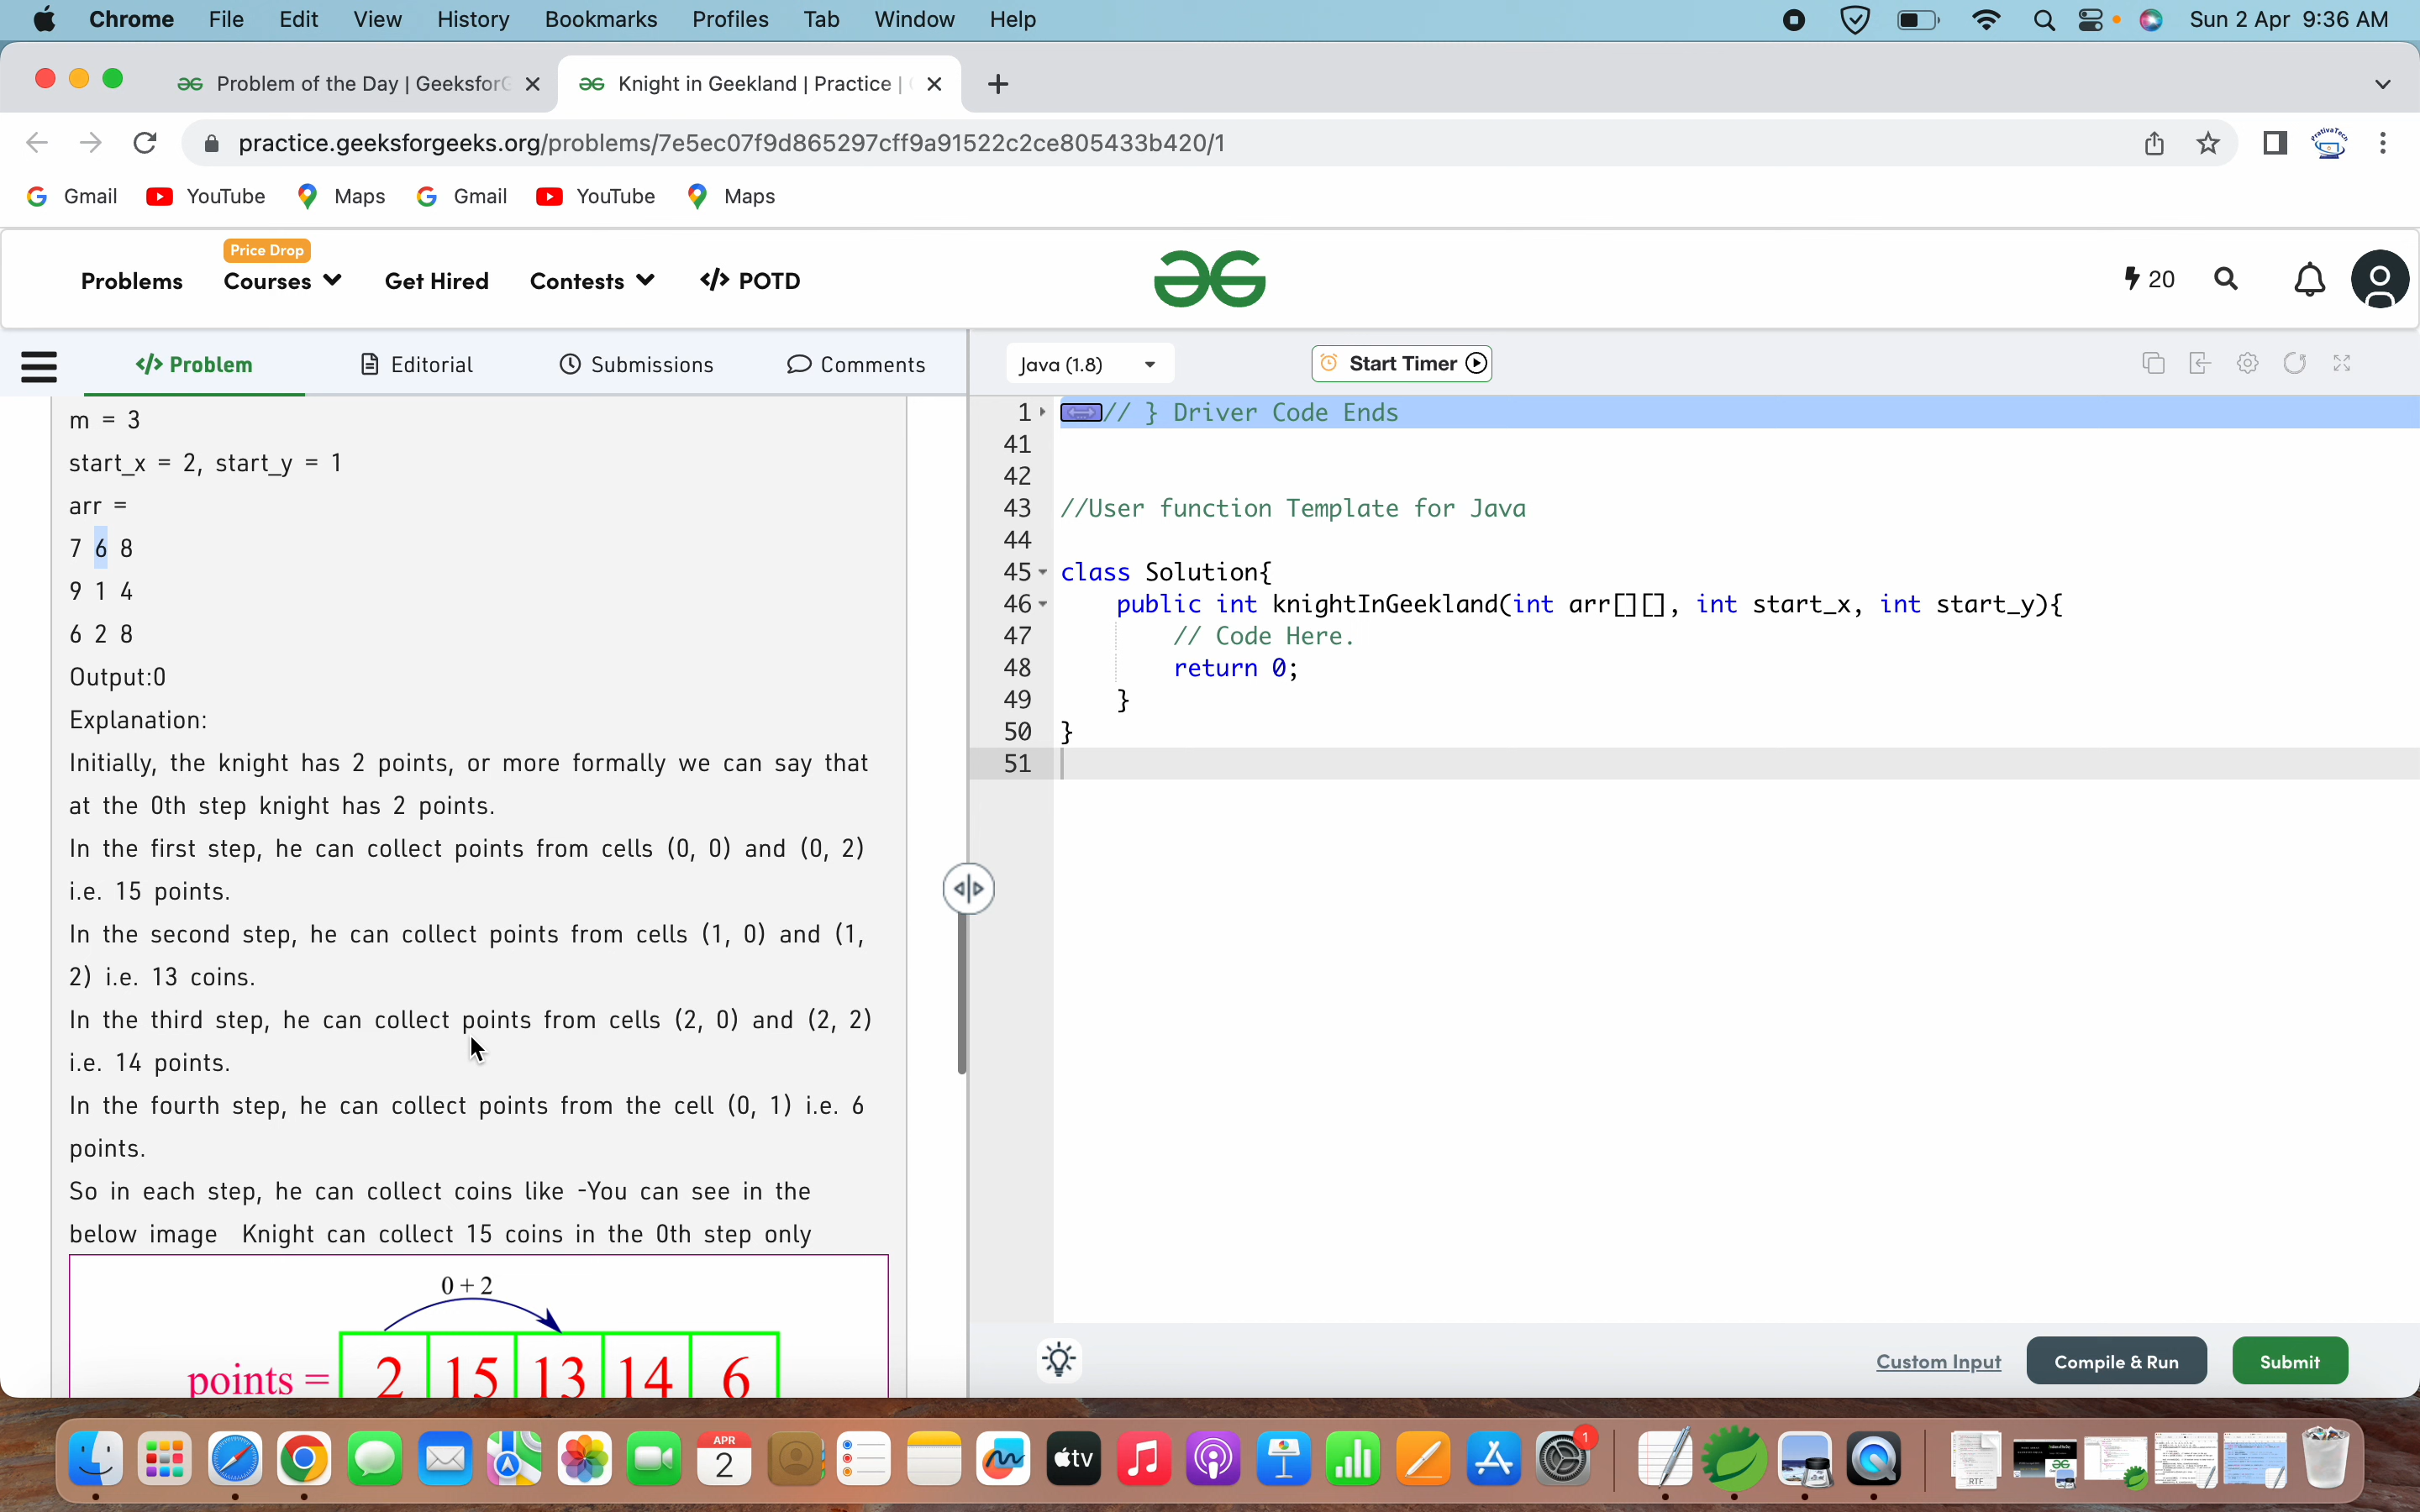 Chrome File Edit View History Bookmarks Profiles Tab Window Help Sun 2 Apr 9:36 AM
Problem of the Day | Geeksfor
Knight in Geekland | Practice |
practice.geeksforgeeks.org/problems/7e5ec07f9d865297cff9a91522c2ce805433b420/1
Gmail YouTube Maps Gmail YouTube Maps
Price Drop
Problems Courses Get Hired Contests </> POTD 20
</> Problem Editorial Submissions Comments
Java (1.8) Start Timer
m = 3
start_x = 2, start_y = 1
arr =
7 6 8
9 1 4
6 2 8
Output:0
Explanation:
Initially, the knight has 2 points, or more formally we can say that
at the 0th step knight has 2 points.
In the first step, he can collect points from cells (0, 0) and (0, 2)
i.e. 15 points.
In the second step, he can collect points from cells (1, 0) and (1,
2) i.e. 13 coins.
In the third step, he can collect points from cells (2, 0) and (2, 2)
i.e. 14 points.
In the fourth step, he can collect points from the cell (0, 1) i.e. 6
points.
So in each step, he can collect coins like -You can see in the
below image Knight can collect 15 coins in the 0th step only
0 + 2
points = 2 15 13 14 6
1 // } Driver Code Ends
41
42
43 //User function Template for Java
44
45 class Solution{
46 public int knightInGeekland(int arr[][], int start_x, int start_y){
47 // Code Here.
48 return 0;
49 }
50 }
51
Custom Input Compile & Run Submit
APR
2
tv
1
RTF